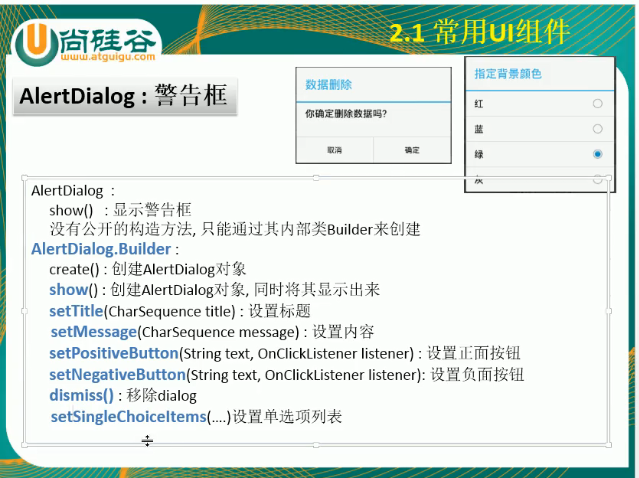 尚硅谷
www.atguigu.com
2.1 常用UI组件
AlertDialog : 警告框
数据删除
你确定删除数据吗?
取消
确定
指定背景颜色
红
蓝
绿
灰
AlertDialog :
show() : 显示警告框
没有公开的构造方法, 只能通过其内部类Builder来创建
AlertDialog.Builder :
create() : 创建AlertDialog对象
show() : 创建AlertDialog对象, 同时将其显示出来
setTitle(CharSequence title) : 设置标题
setMessage(CharSequence message) : 设置内容
setPositiveButton(String text, OnClickListener listener) : 设置正面按钮
setNegativeButton(String text, OnClickListener listener): 设置负面按钮
dismiss() : 移除dialog
setSingleChoiceItems(....)设置单选项列表